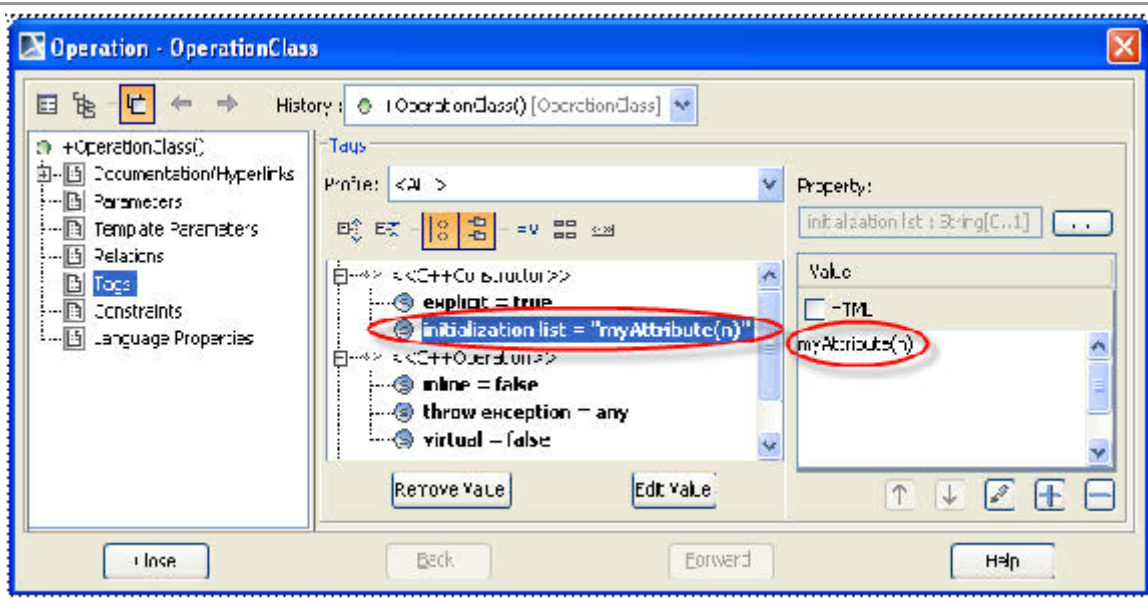 Operation - OperationClass
History : +OperationClass() [OperationClass]
+OperationClass()
Documentation/Hyperlinks
Parameters
Template Parameters
Relations
Tags
Constraints
Language Properties
Tags
Profile: <ALL>
<<C++Constructor>>
explicit = true
initialization list = "myAttribute(n)"
<<C++Operation>>
inline = false
throw exception = any
virtual = false
Remove Value
Edit Value
Property:
initialization list : String[0..1]
...
Value
HTML
myAttribute(n)
Close
Back
Forward
Help